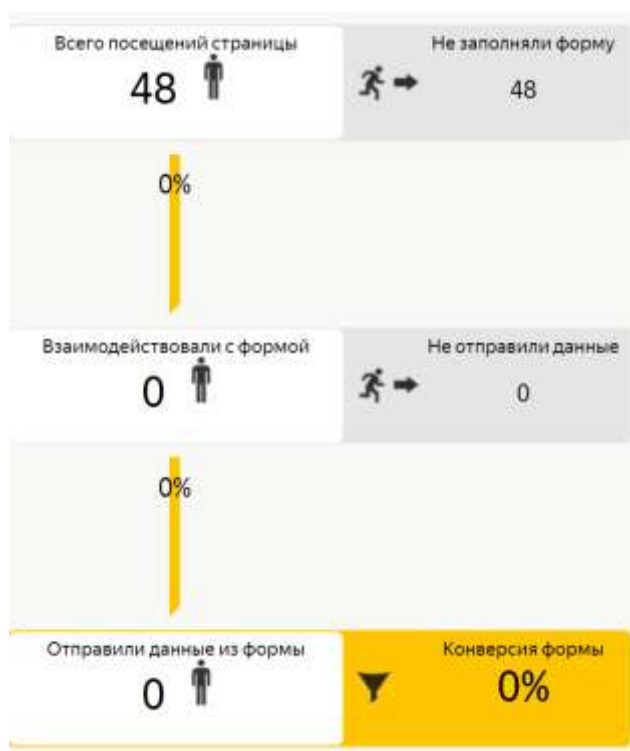 Всего посещений страницы
Не заполняли форму
48
48
0%
Взаимодействовали с формой
Не отправили данные
0
0
0%
Отправили данные из формы
Конверсия формы
0
0%